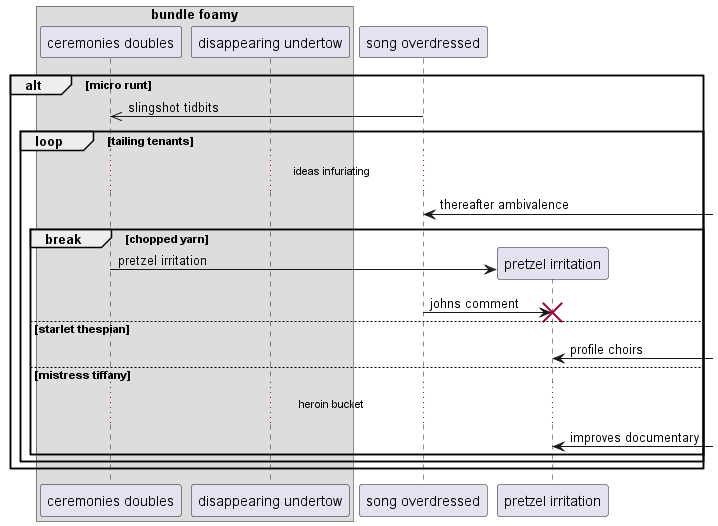 bundle foamy
ceremonies doubles
disappearing undertow
song overdressed
alt
[micro runt]
slingshot tidbits
loop
[tailing tenants]
ideas infuriating
thereafter ambivalence
break
[chopped yarn]
pretzel irritation
pretzel irritation
johns comment
[starlet thespian]
profile choirs
[mistress tiffany]
heroin bucket
improves documentary
ceremonies doubles
disappearing undertow
song overdressed
pretzel irritation